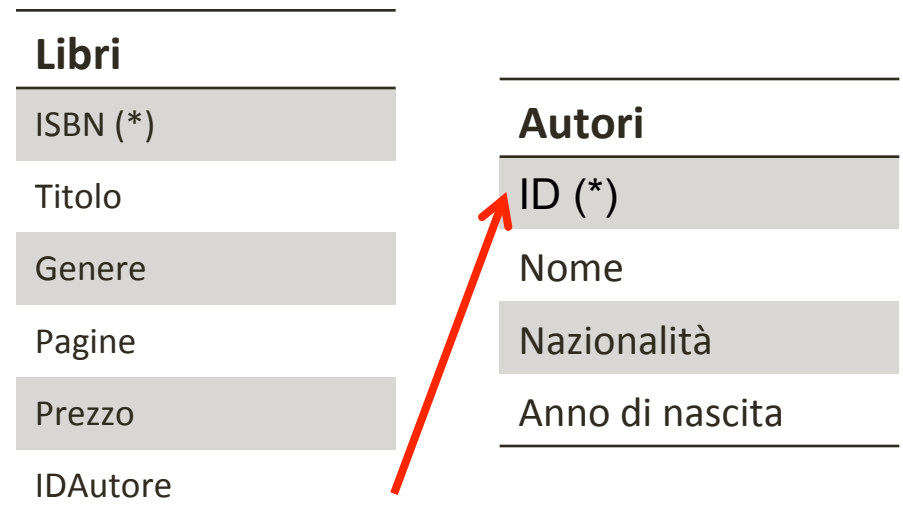 Libri
ISBN (*)
Titolo
Genere
Pagine
Prezzo
IDAutore
Autori
ID (*)
Nome
Nazionalità
Anno di nascita